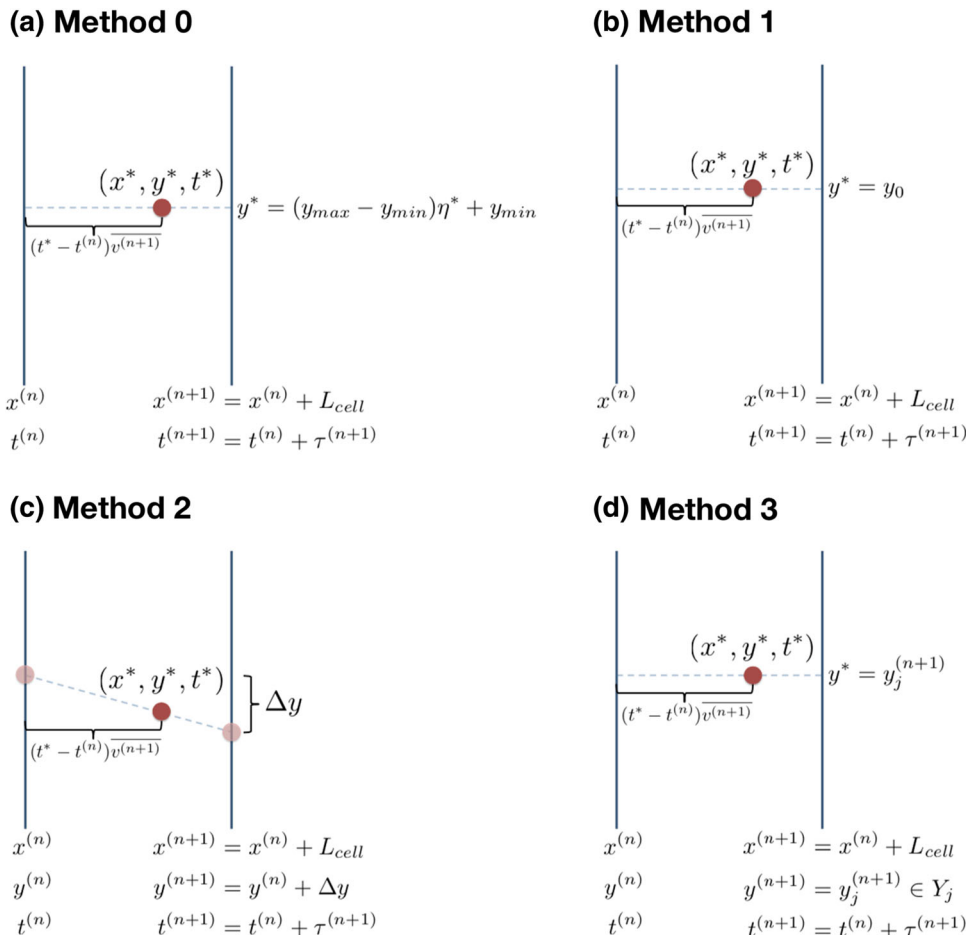 (a) Method 0
(x*, y*, t*)
y* = (y_max − y_min)η* + y_min
(t* − t^(n))v̅^(n+1)
x^(n)
x^(n+1) = x^(n) + L_cell
t^(n)
t^(n+1) = t^(n) + τ^(n+1)
(b) Method 1
(x*, y*, t*)
y* = y_0
(t* − t^(n))v̅^(n+1)
x^(n)
x^(n+1) = x^(n) + L_cell
t^(n)
t^(n+1) = t^(n) + τ^(n+1)
(c) Method 2
(x*, y*, t*)
Δy
(t* − t^(n))v̅^(n+1)
x^(n)
x^(n+1) = x^(n) + L_cell
y^(n)
y^(n+1) = y^(n) + Δy
t^(n)
t^(n+1) = t^(n) + τ^(n+1)
(d) Method 3
(x*, y*, t*)
y* = y_j^(n+1)
(t* − t^(n))v̅^(n+1)
x^(n)
x^(n+1) = x^(n) + L_cell
y^(n)
y^(n+1) = y_j^(n+1) ∈ Y_j
t^(n)
t^(n+1) = t^(n) + τ^(n+1)